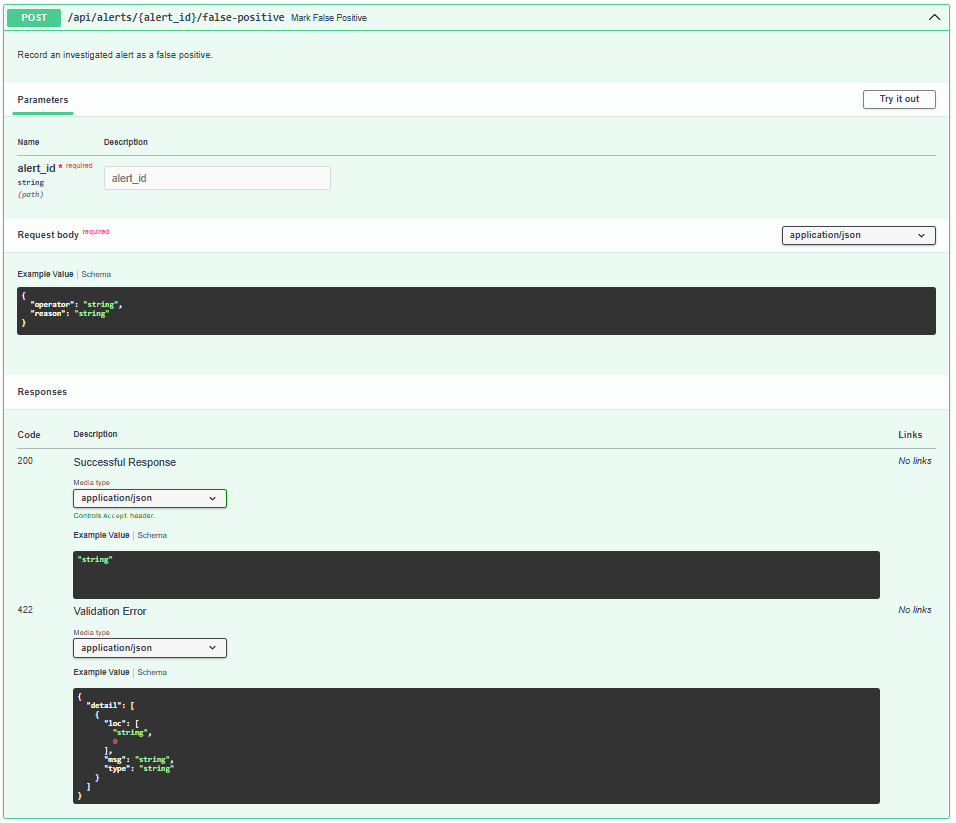 POST /api/alerts/{alert_id}/false-positive Mark False Positive
Record an investigated alert as a false positive.
Parameters
Try it out
Name Description
alert_id * required
string
(path)
alert_id
Request body required
application/json
Example Value | Schema
{
  "operator": "string",
  "reason": "string"
}
Responses
Code Description Links
200 Successful Response No links
Media type
application/json
Controls Accept header.
Example Value | Schema
"string"
422 Validation Error No links
Media type
application/json
Example Value | Schema
{
  "detail": [
    {
      "loc": [
        "string",
        0
      ],
      "msg": "string",
      "type": "string"
    }
  ]
}